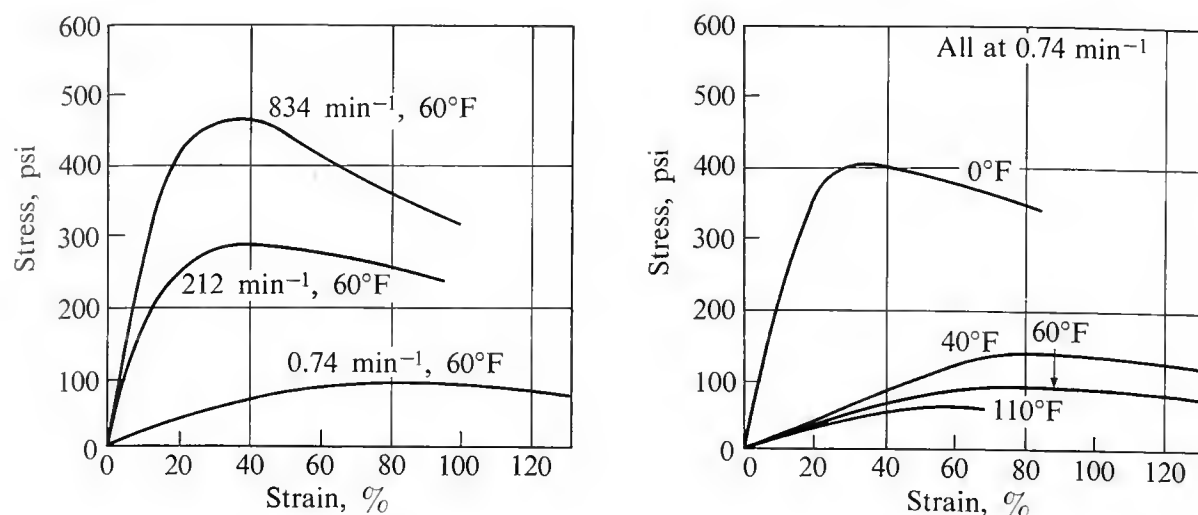 600
500
400
300
200
100
0
Stress, psi
834 min⁻¹, 60°F
212 min⁻¹, 60°F
0.74 min⁻¹, 60°F
0 20 40 60 80 100 120
Strain, %
600
500
400
300
200
100
0
Stress, psi
All at 0.74 min⁻¹
0°F
40°F
60°F
110°F
0 20 40 60 80 100 120
Strain, %